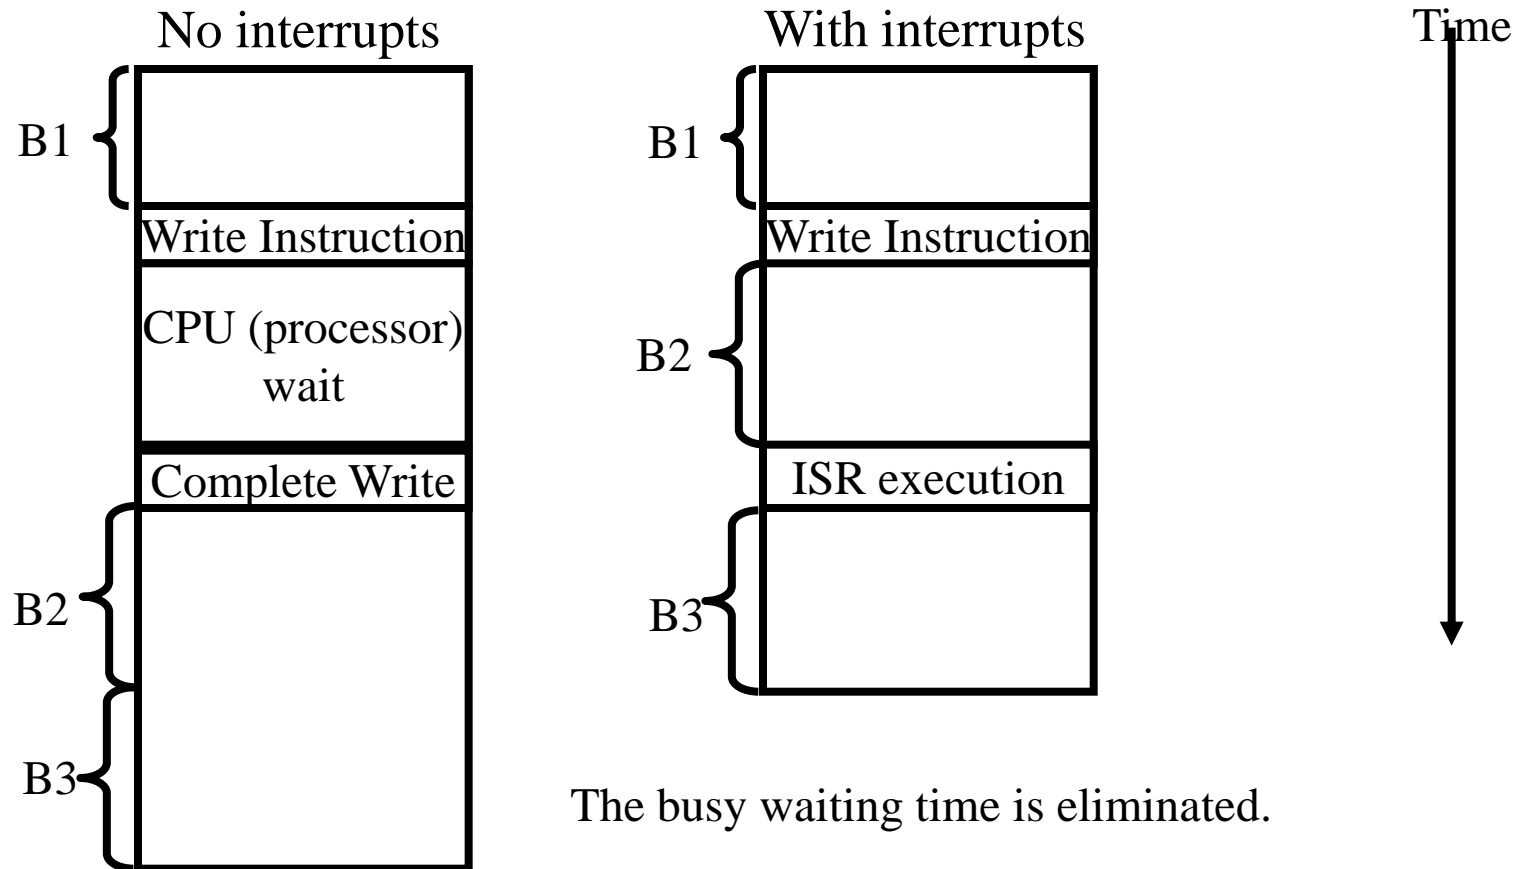 No interrupts
B1
Write Instruction
CPU (processor)
wait
Complete Write
B2
B3
With interrupts
B1
Write Instruction
B2
ISR execution
B3
Time
The busy waiting time is eliminated.